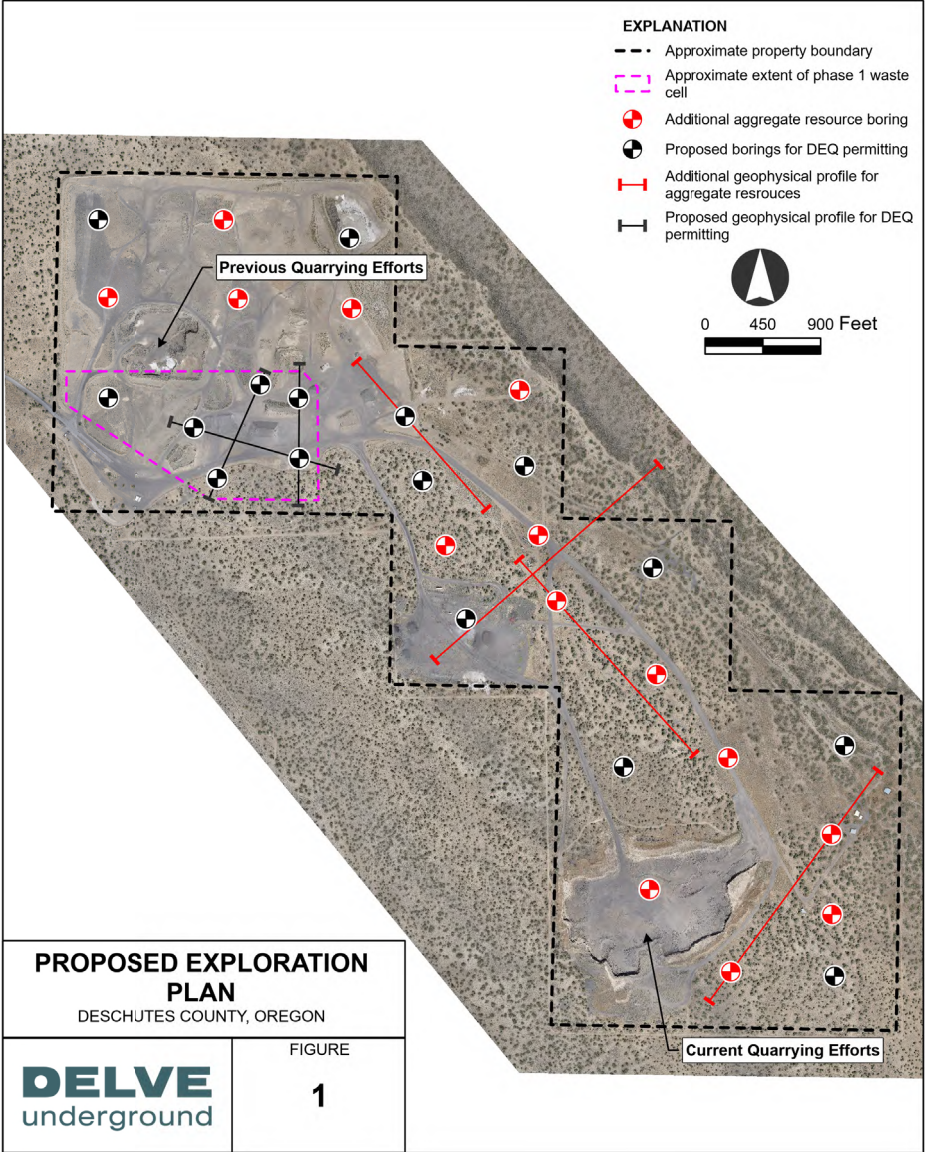 EXPLANATION
Approximate property boundary
Approximate extent of phase 1 waste
cell
Additional aggregate resource boring
Proposed borings for DEQ permitting
Additional geophysical profile for
aggregate resrouces
Proposed geophysical profile for DEQ
permitting
0 450 900 Feet
Previous Quarrying Efforts
Current Quarrying Efforts
PROPOSED EXPLORATION
PLAN
DESCHUTES COUNTY, OREGON
DELVE
underground
FIGURE
1